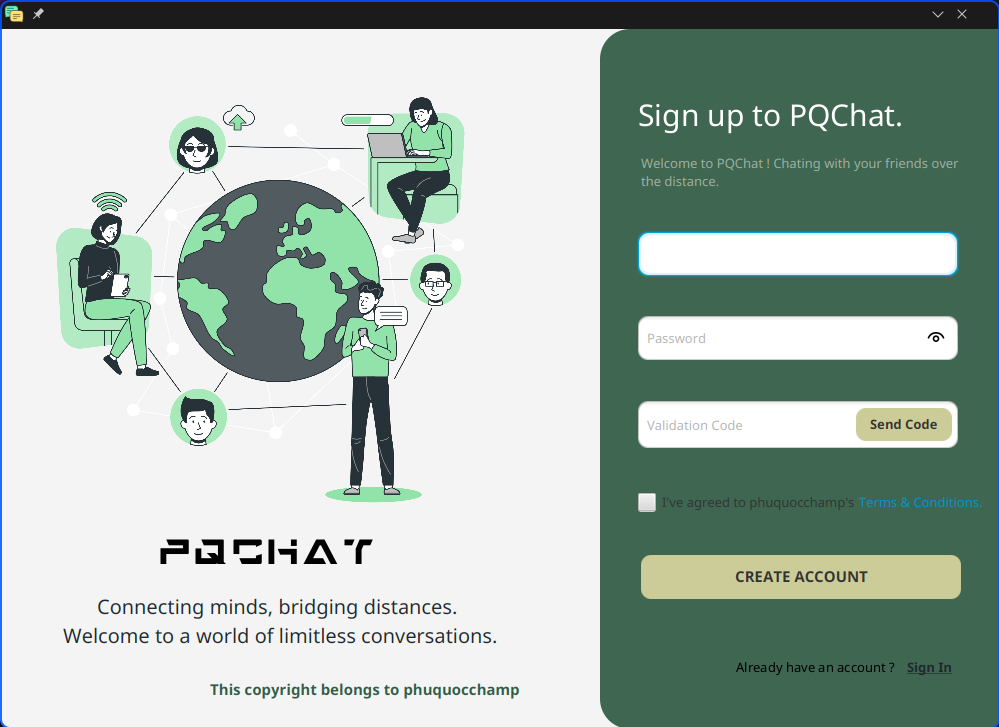 PQCHAT
Connecting minds, bridging distances.
Welcome to a world of limitless conversations.
This copyright belongs to phuquocchamp
Sign up to PQChat.
Welcome to PQChat ! Chating with your friends over
the distance.
Password
Validation Code
Send Code
I've agreed to phuquocchamp's Terms & Conditions.
CREATE ACCOUNT
Already have an account ? Sign In